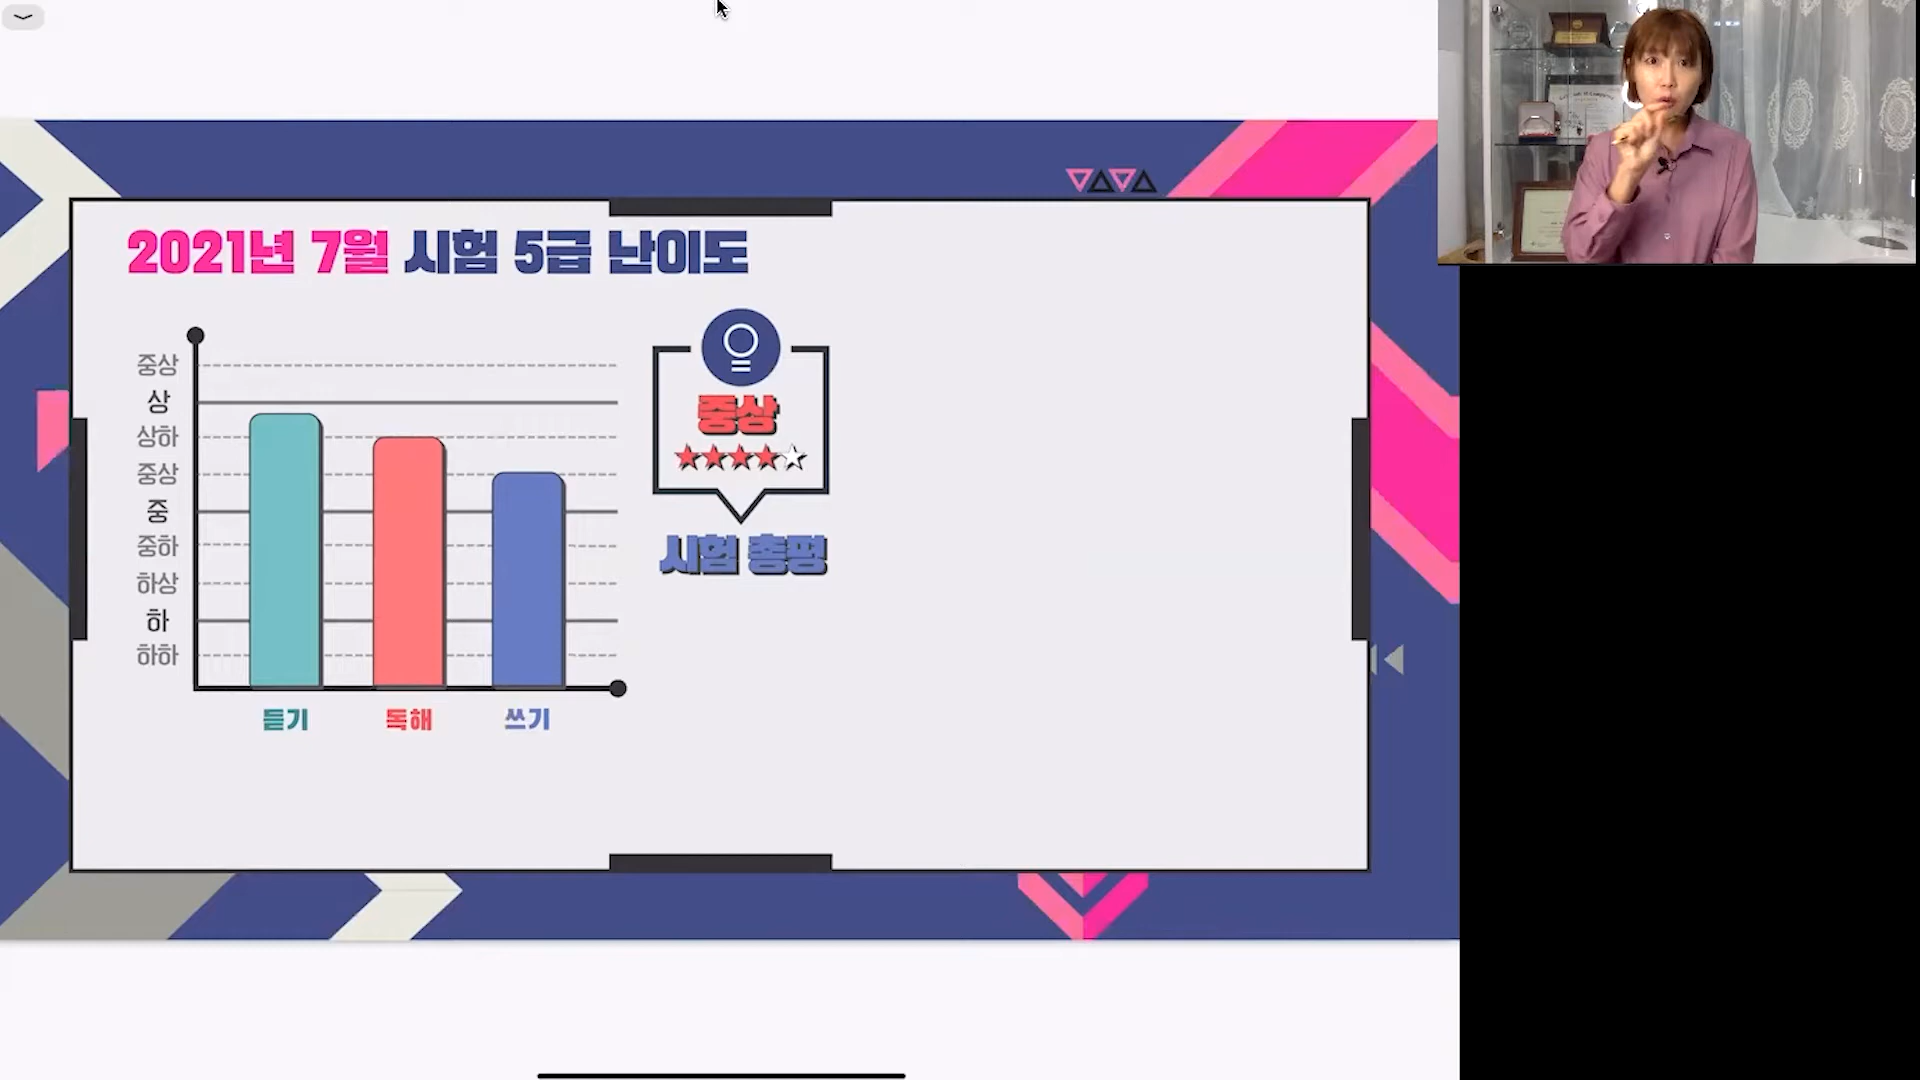 2021년 7월 시험 5급 난이도
중상
상
상하
중상
중
중하
하상
하
하하
듣기 독해 쓰기
중상
시험 총평